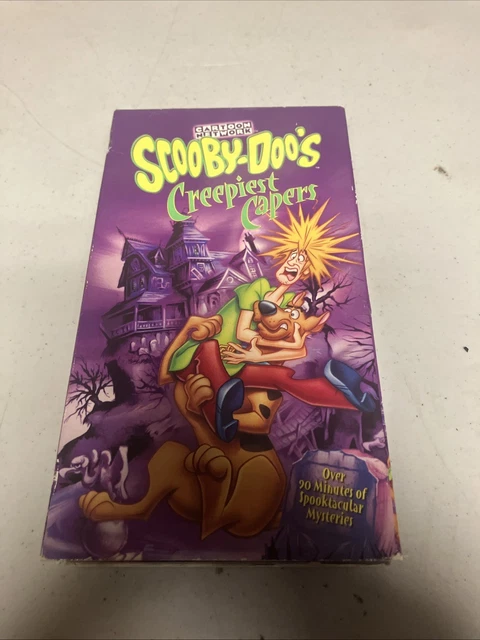 CARTOON
NETWORK
SCOOBY-DOO'S
Creepiest
Capers
Over
90 Minutes of
Spooktacular
Mysteries